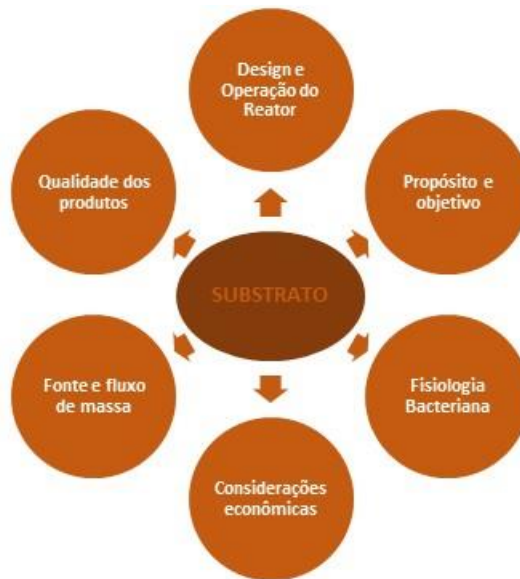 Design e
Operação do
Reator
Qualidade dos
produtos
Propósito e
objetivo
SUBSTRATO
Fonte e fluxo
de massa
Fisiologia
Bacteriana
Considerações
econômicas